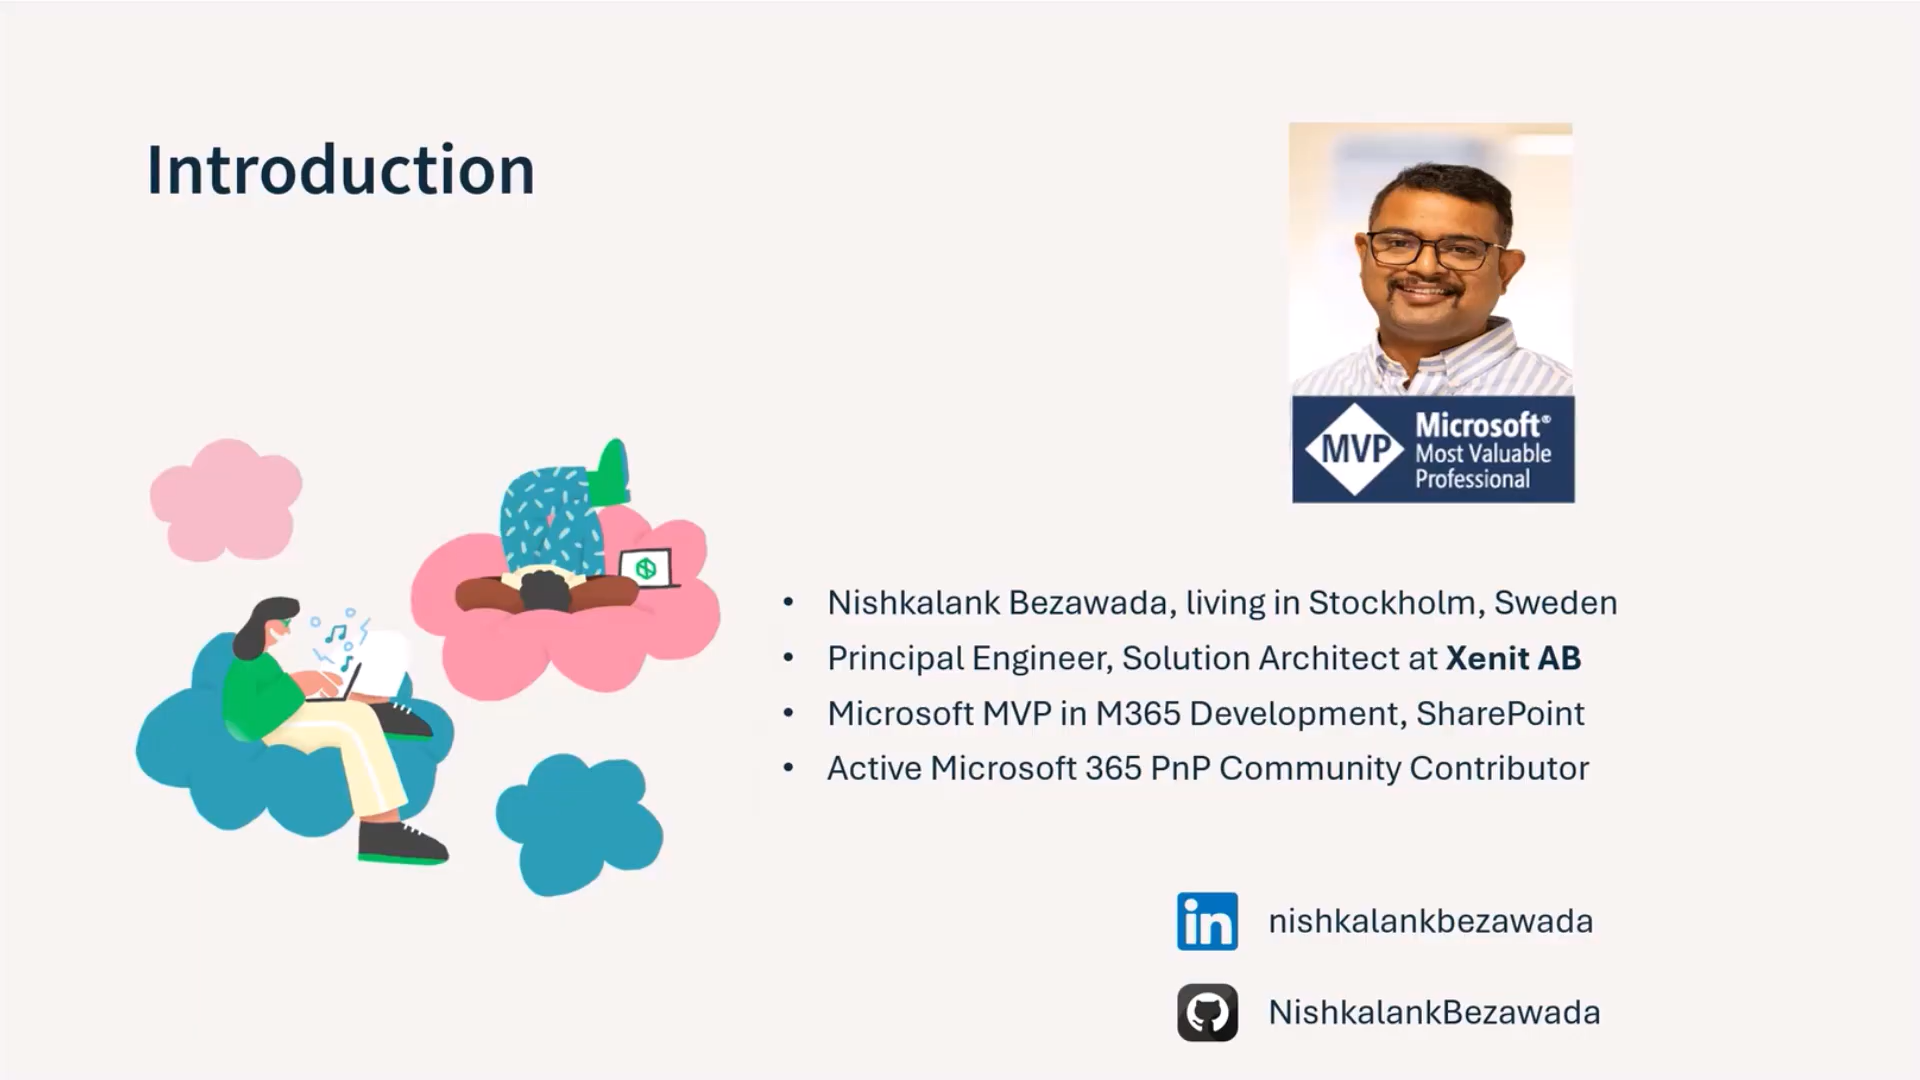 Introduction
MVP
Microsoft®
Most Valuable
Professional
• Nishkalank Bezawada, living in Stockholm, Sweden
• Principal Engineer, Solution Architect at Xenit AB
• Microsoft MVP in M365 Development, SharePoint
• Active Microsoft 365 PnP Community Contributor
in nishkalankbezawada
NishkalankBezawada